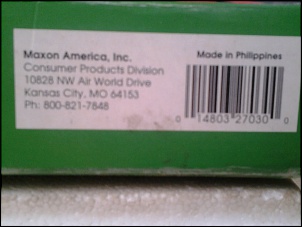 Maxon America, Inc.
Consumer Products Division
10828 NW Air World Drive
Kansas City, MO 64153
Ph: 800-821-7848
Made in Philippines
0 14803 27030 0